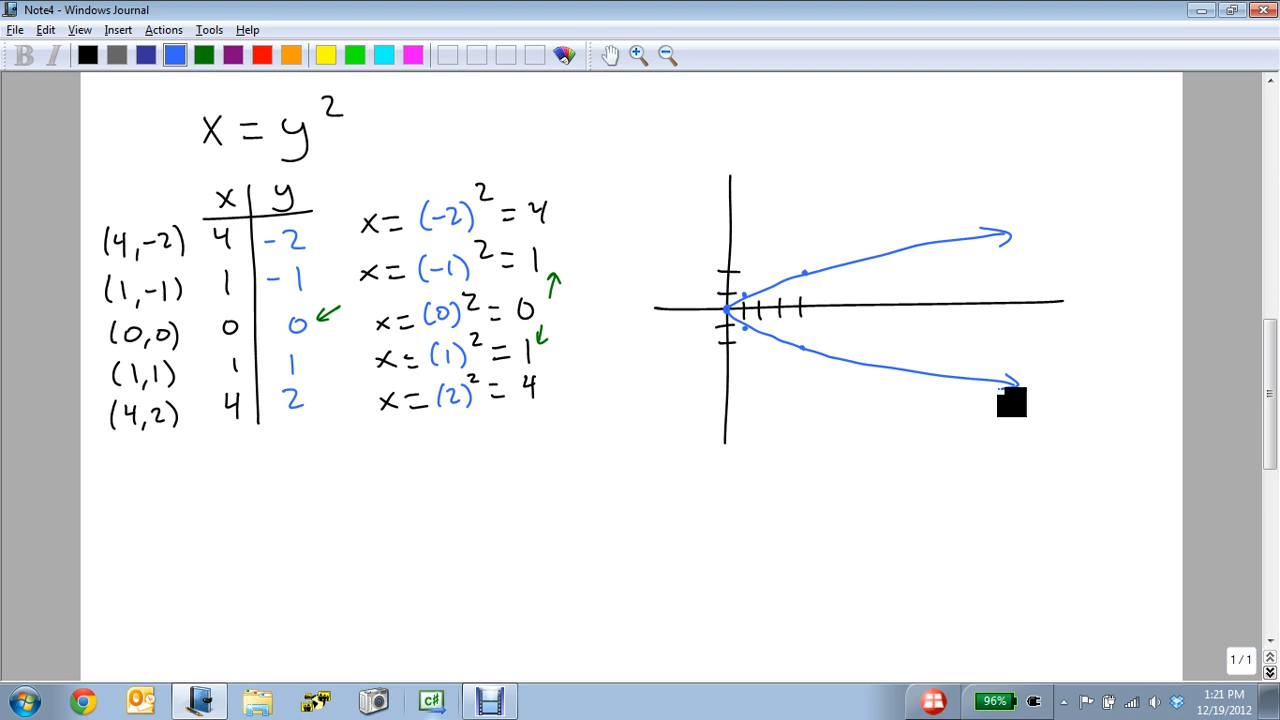 Note4 - Windows Journal
File Edit View Insert Actions Tools Help
B I
x = y²
x y
(4,-2) 4 -2 x = (-2)² = 4
(1,-1) 1 -1 x = (-1)² = 1
(0,0) 0 0 x = (0)² = 0
(1,1) 1 1 x = (1)² = 1
(4,2) 4 2 x = (2)² = 4
1 / 1
96%
1:21 PM
12/19/2012